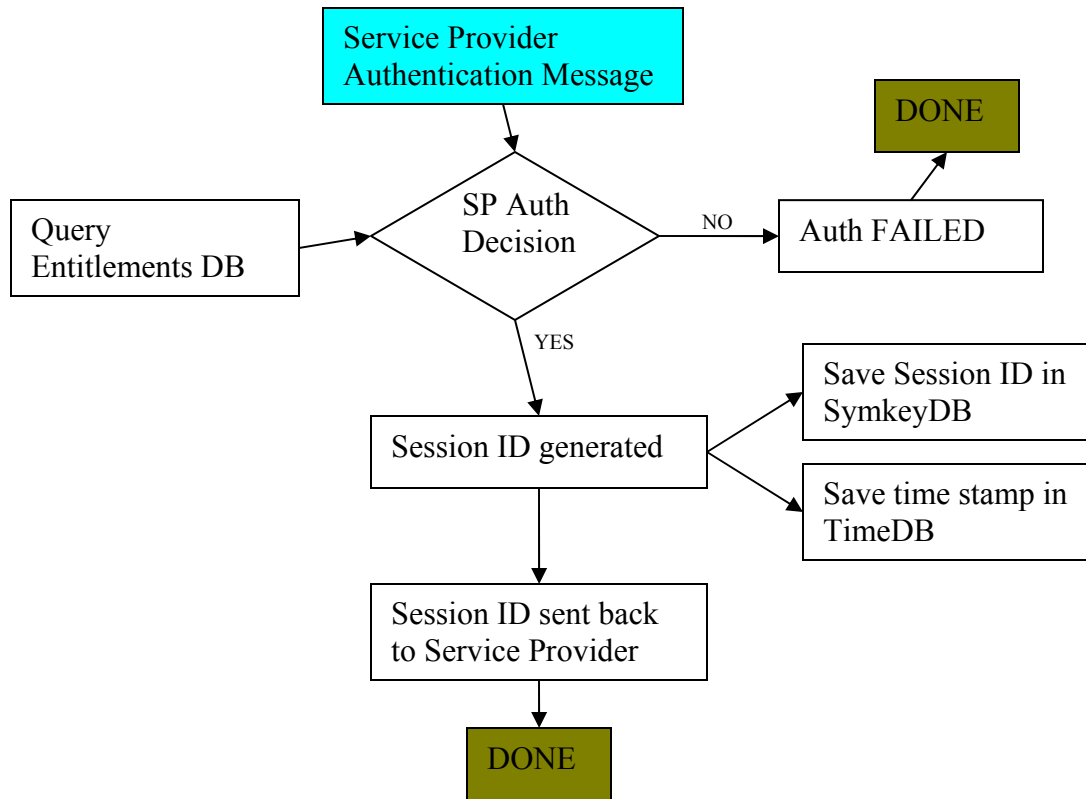 Service Provider
Authentication Message
DONE
SP Auth
Decision
Query
Entitlements DB
NO
Auth FAILED
YES
Save Session ID in
SymkeyDB
Session ID generated
Save time stamp in
TimeDB
Session ID sent back
to Service Provider
DONE